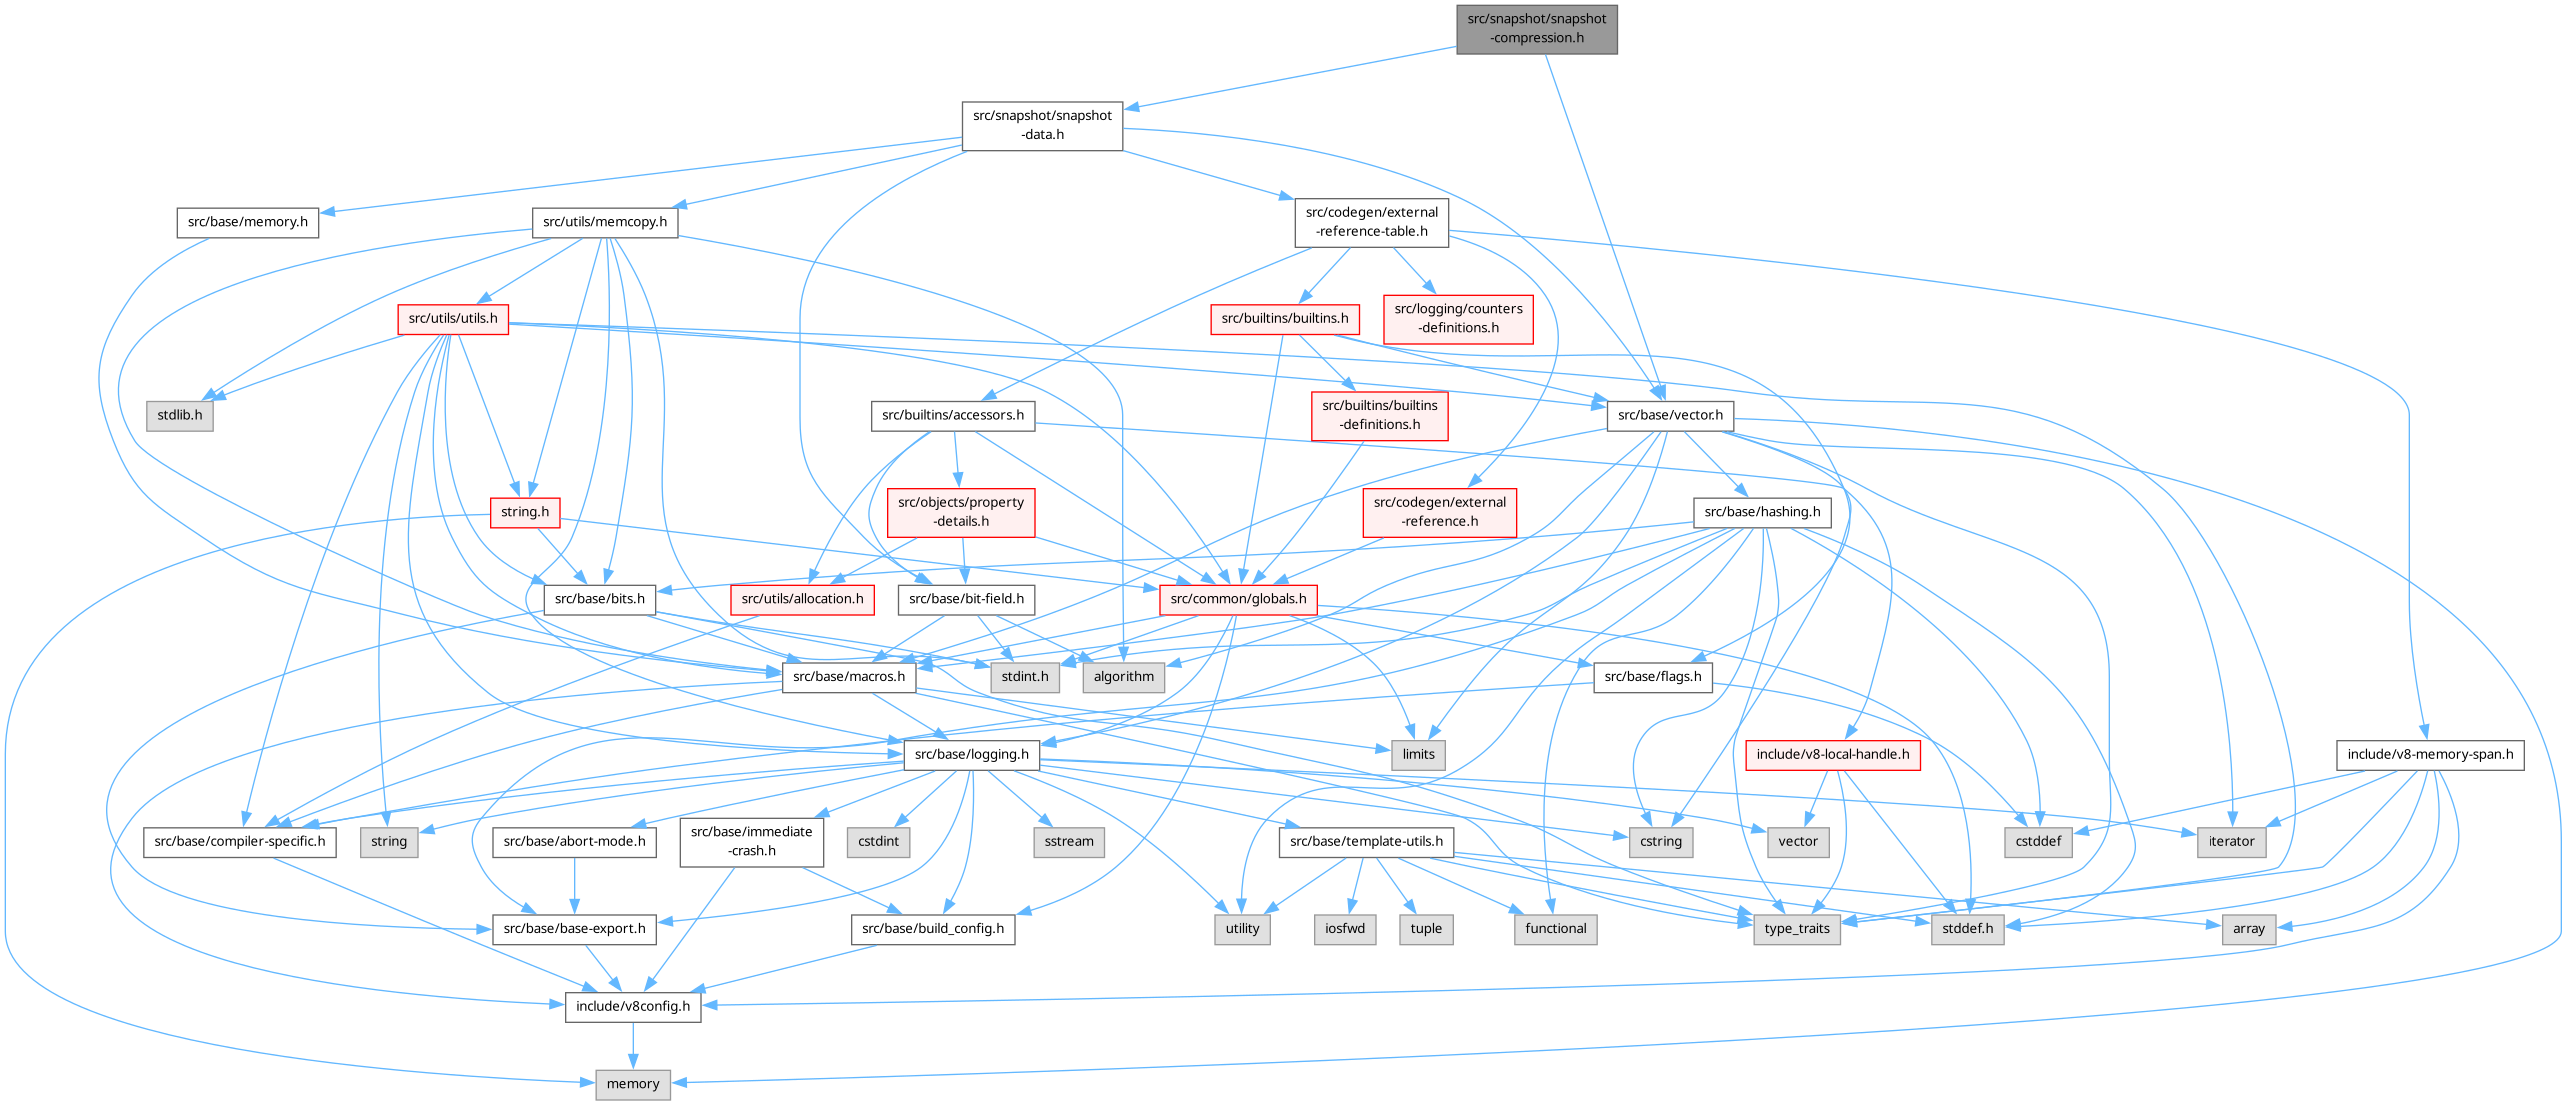 src/snapshot/snapshot
-compression.h
src/snapshot/snapshot
-data.h
src/base/memory.h
src/utils/memcopy.h
src/codegen/external
-reference-table.h
src/utils/utils.h
src/builtins/builtins.h
src/logging/counters
-definitions.h
stdlib.h
src/builtins/accessors.h
src/builtins/builtins
-definitions.h
src/base/vector.h
string.h
src/objects/property
-details.h
src/codegen/external
-reference.h
src/base/hashing.h
src/base/bits.h
src/utils/allocation.h
src/base/bit-field.h
src/common/globals.h
src/base/macros.h
stdint.h
algorithm
src/base/flags.h
src/base/logging.h
limits
include/v8-local-handle.h
include/v8-memory-span.h
src/base/compiler-specific.h
string
src/base/abort-mode.h
src/base/immediate
-crash.h
cstdint
sstream
src/base/template-utils.h
cstring
vector
cstddef
iterator
src/base/base-export.h
src/base/build_config.h
utility
iosfwd
tuple
functional
type_traits
stddef.h
array
include/v8config.h
memory